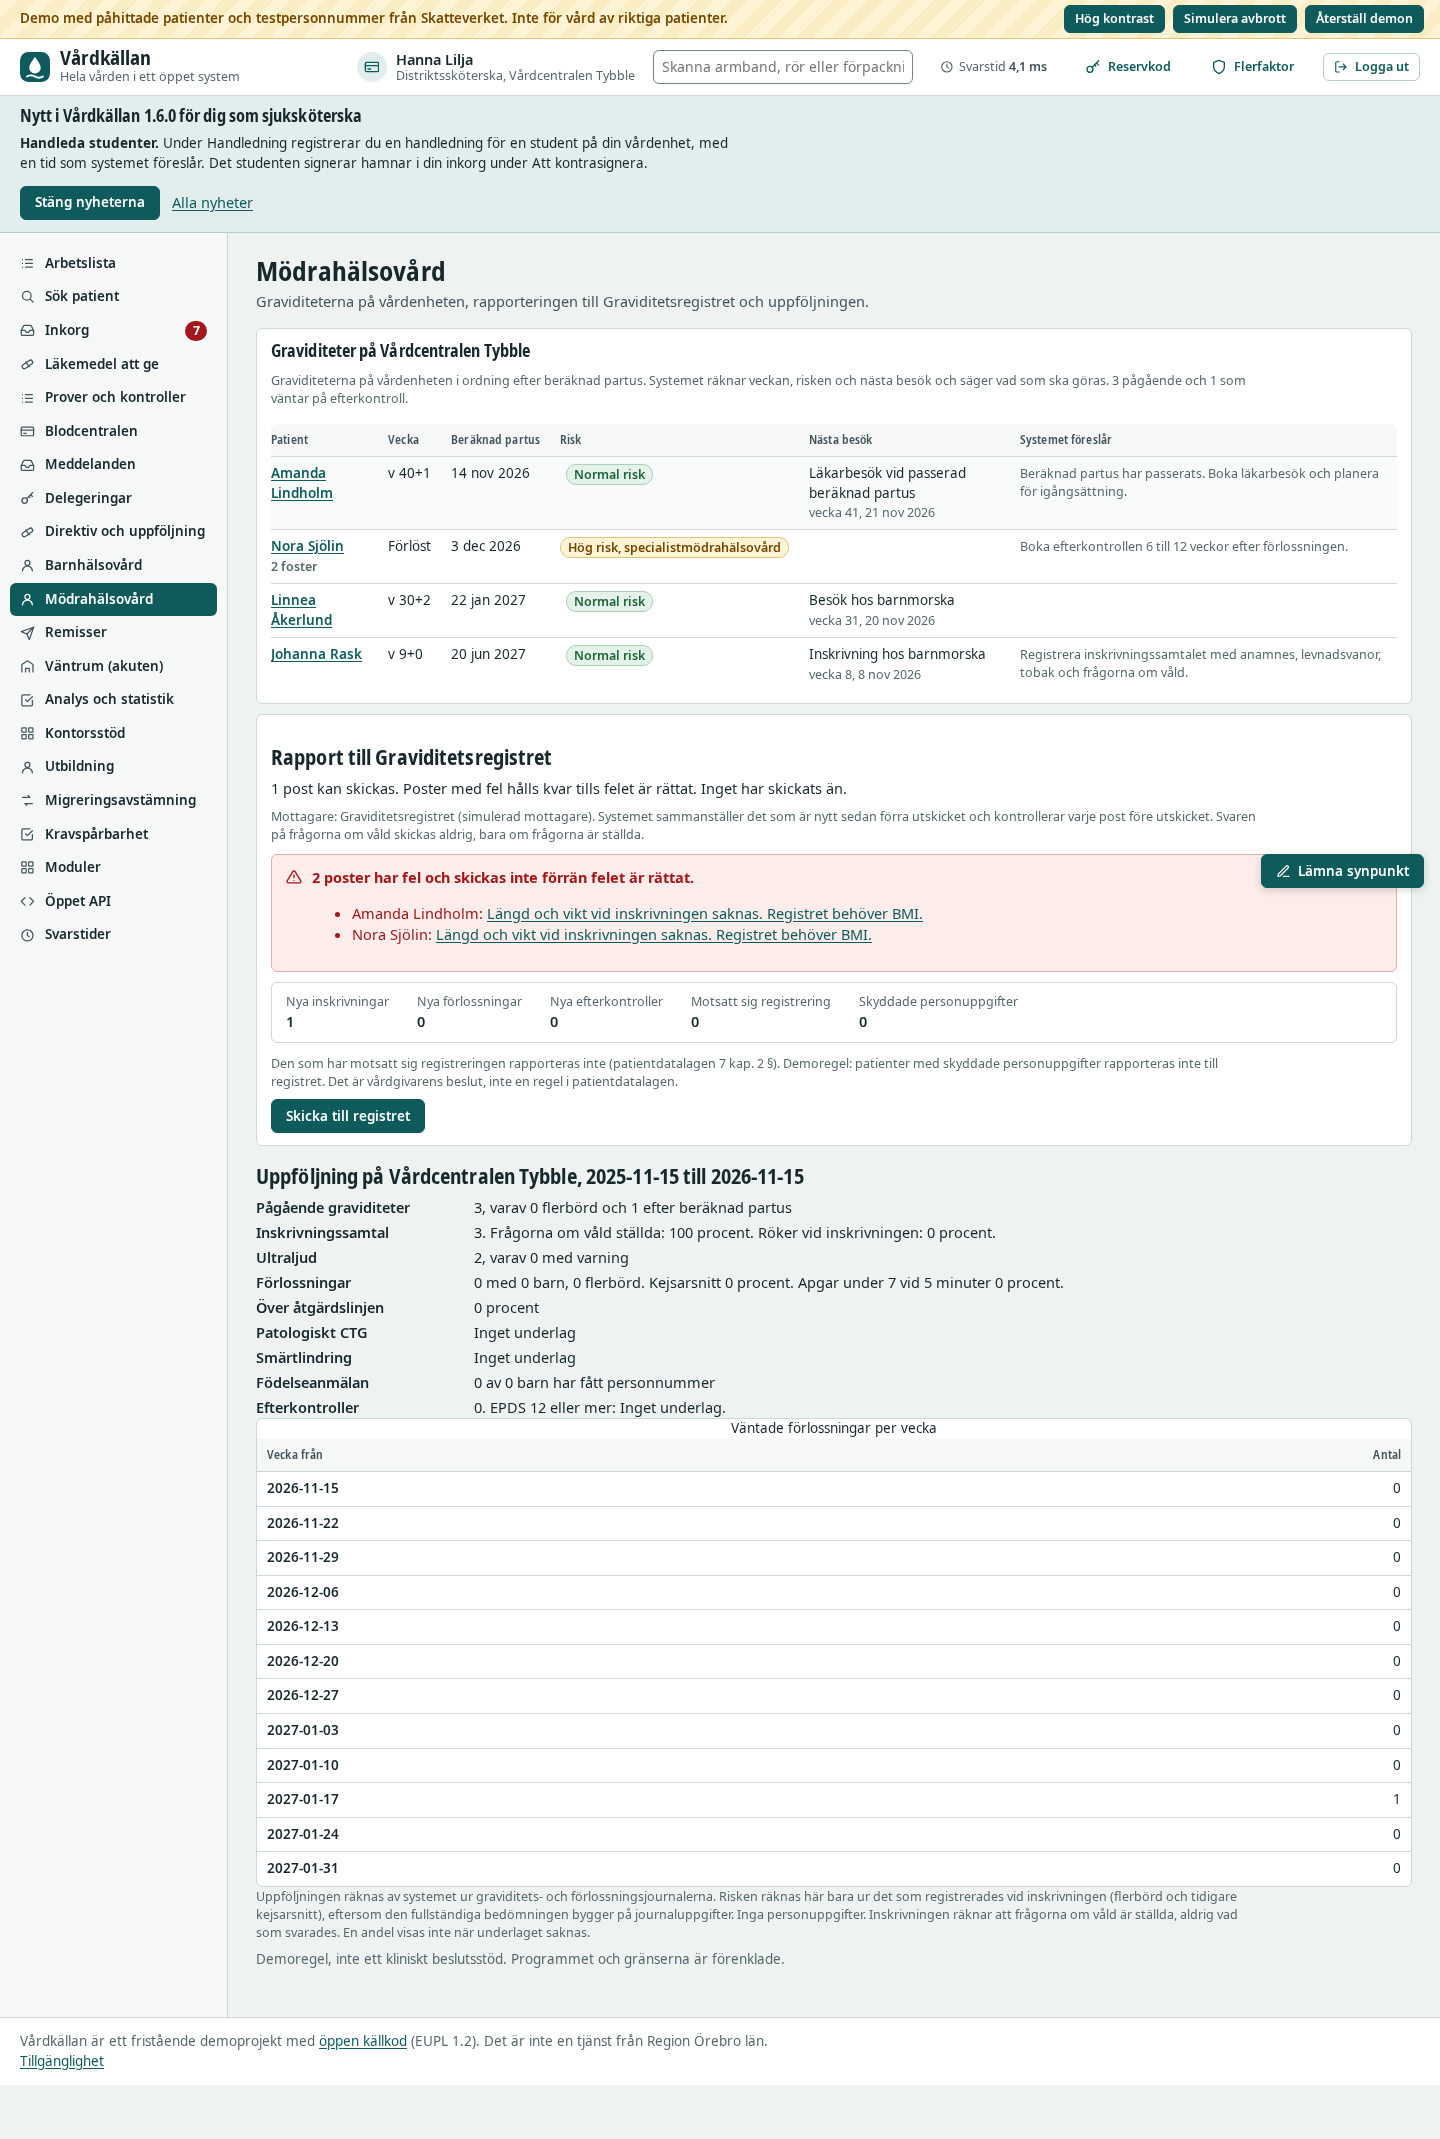 Demo med påhittade patienter och testpersonnummer från Skatteverket. Inte för vård av riktiga patienter.
Hög kontrast
Simulera avbrott
Återställ demon
Vårdkällan
Hela vården i ett öppet system
Hanna Lilja
Distriktssköterska, Vårdcentralen Tybble
Skanna armband, rör eller förpackni
Svarstid 4,1 ms
Reservkod
Flerfaktor
Logga ut
Nytt i Vårdkällan 1.6.0 för dig som sjuksköterska
Handleda studenter. Under Handledning registrerar du en handledning för en student på din vårdenhet, med
en tid som systemet föreslår. Det studenten signerar hamnar i din inkorg under Att kontrasignera.
Stäng nyheterna
Alla nyheter
Arbetslista
Sök patient
Inkorg
7
Läkemedel att ge
Prover och kontroller
Blodcentralen
Meddelanden
Delegeringar
Direktiv och uppföljning
Barnhälsovård
Mödrahälsovård
Remisser
Väntrum (akuten)
Analys och statistik
Kontorsstöd
Utbildning
Migreringsavstämning
Kravspårbarhet
Moduler
Öppet API
Svarstider
Mödrahälsovård
Graviditeterna på vårdenheten, rapporteringen till Graviditetsregistret och uppföljningen.
Graviditeter på Vårdcentralen Tybble
Graviditeterna på vårdenheten i ordning efter beräknad partus. Systemet räknar veckan, risken och nästa besök och säger vad som ska göras. 3 pågående och 1 som
väntar på efterkontroll.
Patient
Vecka
Beräknad partus
Risk
Nästa besök
Systemet föreslår
Amanda
Lindholm
v 40+1
14 nov 2026
Normal risk
Läkarbesök vid passerad
beräknad partus
vecka 41, 21 nov 2026
Beräknad partus har passerats. Boka läkarbesök och planera
för igångsättning.
Nora Sjölin
2 foster
Förlöst
3 dec 2026
Hög risk, specialistmödrahälsovård
Boka efterkontrollen 6 till 12 veckor efter förlossningen.
Linnea
Åkerlund
v 30+2
22 jan 2027
Normal risk
Besök hos barnmorska
vecka 31, 20 nov 2026
Johanna Rask
v 9+0
20 jun 2027
Normal risk
Inskrivning hos barnmorska
vecka 8, 8 nov 2026
Registrera inskrivningssamtalet med anamnes, levnadsvanor,
tobak och frågorna om våld.
Rapport till Graviditetsregistret
1 post kan skickas. Poster med fel hålls kvar tills felet är rättat. Inget har skickats än.
Mottagare: Graviditetsregistret (simulerad mottagare). Systemet sammanställer det som är nytt sedan förra utskicket och kontrollerar varje post före utskicket. Svaren
på frågorna om våld skickas aldrig, bara om frågorna är ställda.
2 poster har fel och skickas inte förrän felet är rättat.
Lämna synpunkt
Amanda Lindholm: Längd och vikt vid inskrivningen saknas. Registret behöver BMI.
Nora Sjölin: Längd och vikt vid inskrivningen saknas. Registret behöver BMI.
Nya inskrivningar
1
Nya förlossningar
0
Nya efterkontroller
0
Motsatt sig registrering
0
Skyddade personuppgifter
0
Den som har motsatt sig registreringen rapporteras inte (patientdatalagen 7 kap. 2 §). Demoregel: patienter med skyddade personuppgifter rapporteras inte till
registret. Det är vårdgivarens beslut, inte en regel i patientdatalagen.
Skicka till registret
Uppföljning på Vårdcentralen Tybble, 2025-11-15 till 2026-11-15
Pågående graviditeter
3, varav 0 flerbörd och 1 efter beräknad partus
Inskrivningssamtal
3. Frågorna om våld ställda: 100 procent. Röker vid inskrivningen: 0 procent.
Ultraljud
2, varav 0 med varning
Förlossningar
0 med 0 barn, 0 flerbörd. Kejsarsnitt 0 procent. Apgar under 7 vid 5 minuter 0 procent.
Över åtgärdslinjen
0 procent
Patologiskt CTG
Inget underlag
Smärtlindring
Inget underlag
Födelseanmälan
0 av 0 barn har fått personnummer
Efterkontroller
0. EPDS 12 eller mer: Inget underlag.
Väntade förlossningar per vecka
Vecka från
Antal
2026-11-15
0
2026-11-22
0
2026-11-29
0
2026-12-06
0
2026-12-13
0
2026-12-20
0
2026-12-27
0
2027-01-03
0
2027-01-10
0
2027-01-17
1
2027-01-24
0
2027-01-31
0
Uppföljningen räknas av systemet ur graviditets- och förlossningsjournalerna. Risken räknas här bara ur det som registrerades vid inskrivningen (flerbörd och tidigare
kejsarsnitt), eftersom den fullständiga bedömningen bygger på journaluppgifter. Inga personuppgifter. Inskrivningen räknar att frågorna om våld är ställda, aldrig vad
som svarades. En andel visas inte när underlaget saknas.
Demoregel, inte ett kliniskt beslutsstöd. Programmet och gränserna är förenklade.
Vårdkällan är ett fristående demoprojekt med öppen källkod (EUPL 1.2). Det är inte en tjänst från Region Örebro län.
Tillgänglighet